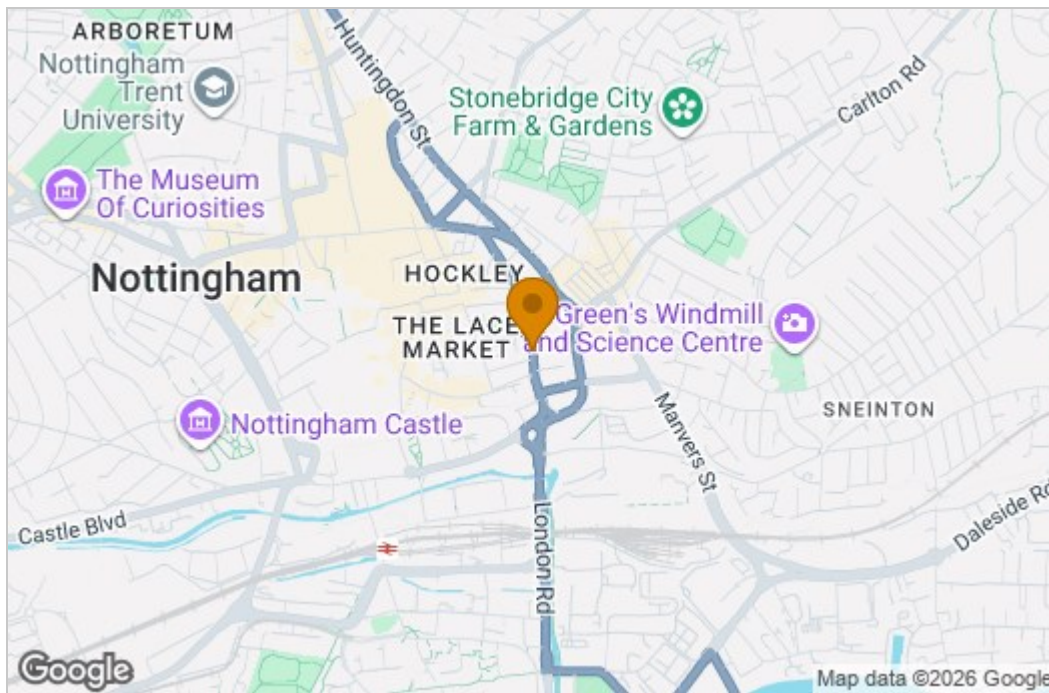 ARBORETUM
Nottingham
Trent
University
Huntingdon St
Stonebridge City
Farm & Gardens
Carlton Rd
The Museum
Of Curiosities
Nottingham
HOCKLEY
THE LACE
MARKET
Green's Windmill
and Science Centre
SNEINTON
Nottingham Castle
Manvers St
Castle Blvd
London Rd
Daleside Rd
Google
Map data ©2026 Google